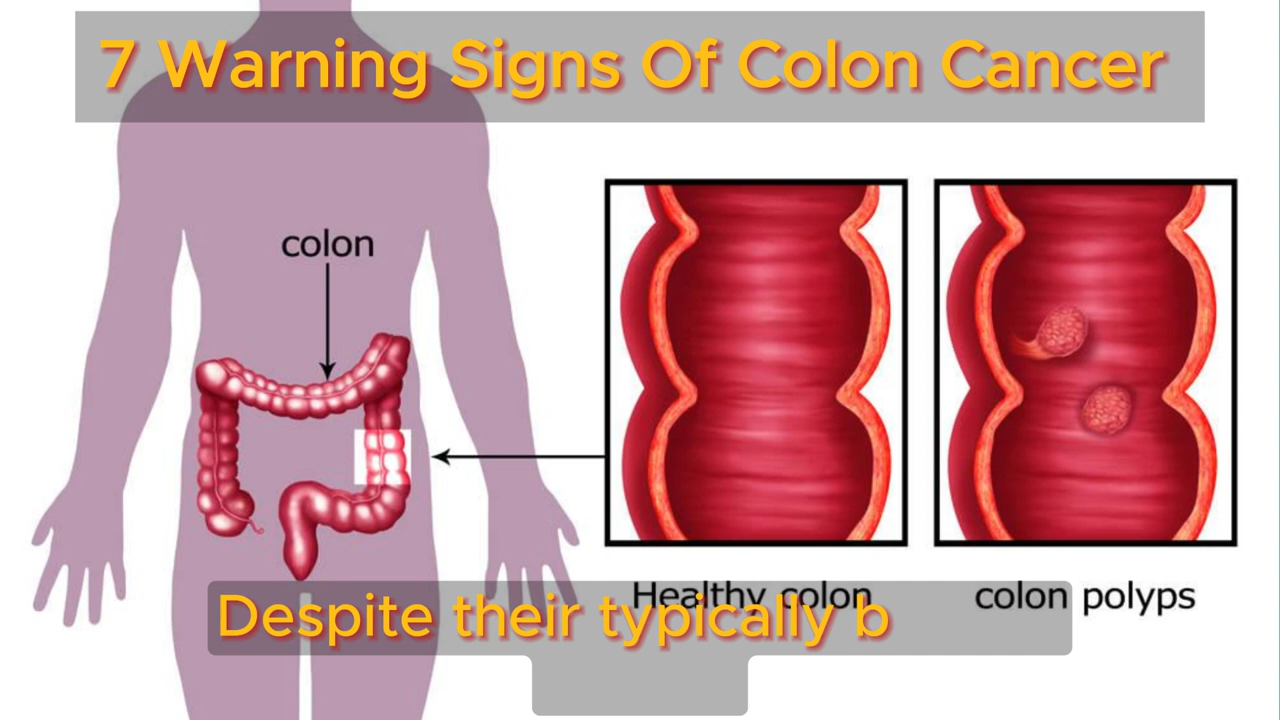 7 Warning Signs Of Colon Cancer
colon
Healthy colon
colon polyps
Despite their typically b